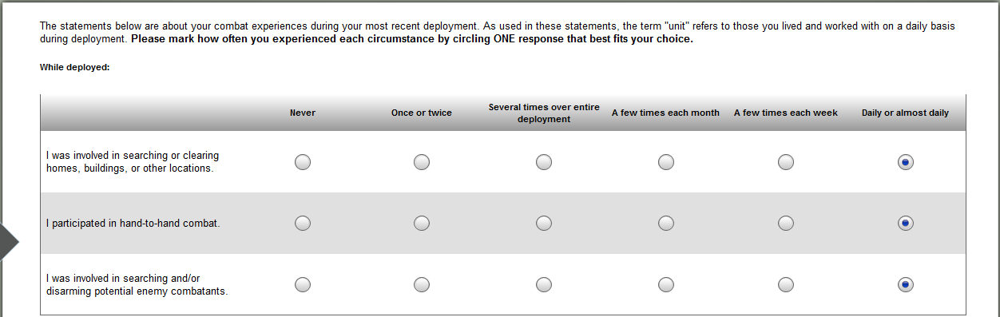 The statements below are about your combat experiences during your most recent deployment. As used in these statements, the term "unit" refers to those you lived and worked with on a daily basis
during deployment. Please mark how often you experienced each circumstance by circling ONE response that best fits your choice.
While deployed:
Never
Once or twice
Several times over entire
deployment
A few times each month
A few times each week
Daily or almost daily
I was involved in searching or clearing
homes, buildings, or other locations.
I participated in hand-to-hand combat.
I was involved in searching and/or
disarming potential enemy combatants.